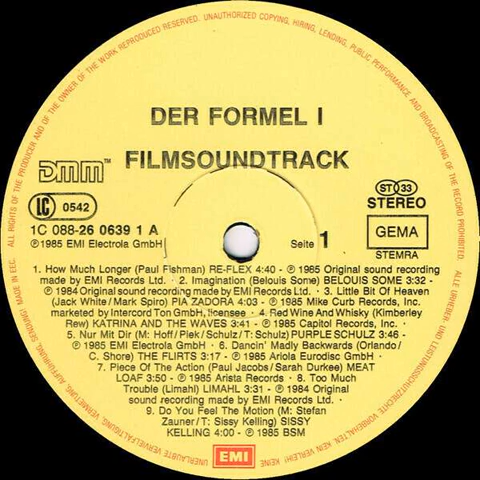 ALL RIGHTS OF THE PRODUCER AND OF THE OWNER OF THE WORK REPRODUCED RESERVED. UNAUTHORIZED COPYING, HIRING, LENDING, PUBLIC PERFORMANCE AND BROADCASTING OF THE RECORD PROHIBITED.
DER FORMEL I
FILMSOUNDTRACK
DMM™
LC 0542
1C 088-26 0639 1 A
℗1985 EMI Electrola GmbH
ST 33
STEREO
GEMA
STEMRA
Seite 1
1. How Much Longer (Paul Fishman) RE-FLEX 4:40 - ℗1965 Original sound recording
made by EMI Records Ltd. · 2. Imagination (Belouis Some) BELOUIS SOME 3:32 -
℗1984 Original sound recording made by EMI Records Ltd. · 3. Little Bit Of Heaven
(Jack White/Mark Spiro) PIA ZADORA 4:05 - ℗1985 Mike Curb Records, Inc.
marketed by Intercord Ton GmbH, licensee · 4. Red Wine And Whisky (Kimberley
Rew) KATRINA AND THE WAVES 3:41 - ℗1985 Capitol Records, Inc. ·
5. Nur Mit Dir (M: Hoff/Piek/Schulz/T: Schulz) PURPLE SCHULZ 3:46 -
℗1985 EMI Electrola GmbH · 6. Dancin' Madly Backwards (Orlando/
C. Shore) THE FLIRTS 3:17 - ℗1985 Ariola Eurodisc GmbH ·
7. Piece Of The Action (Paul Jacobs/Sarah Durkee) MEAT
LOAF 3:50 - ℗1985 Arista Records · 8. Too Much
Trouble (Limahl) LIMAHL 3:31 - ℗1984 Original
sound recording made by EMI Records Ltd. ·
9. Do You Feel The Motion (M: Stefan
Zauner/T: Sissy Kelling) SISSY
KELLING 4:00 - ℗1985 BSM
EMI
MADE IN EEC.